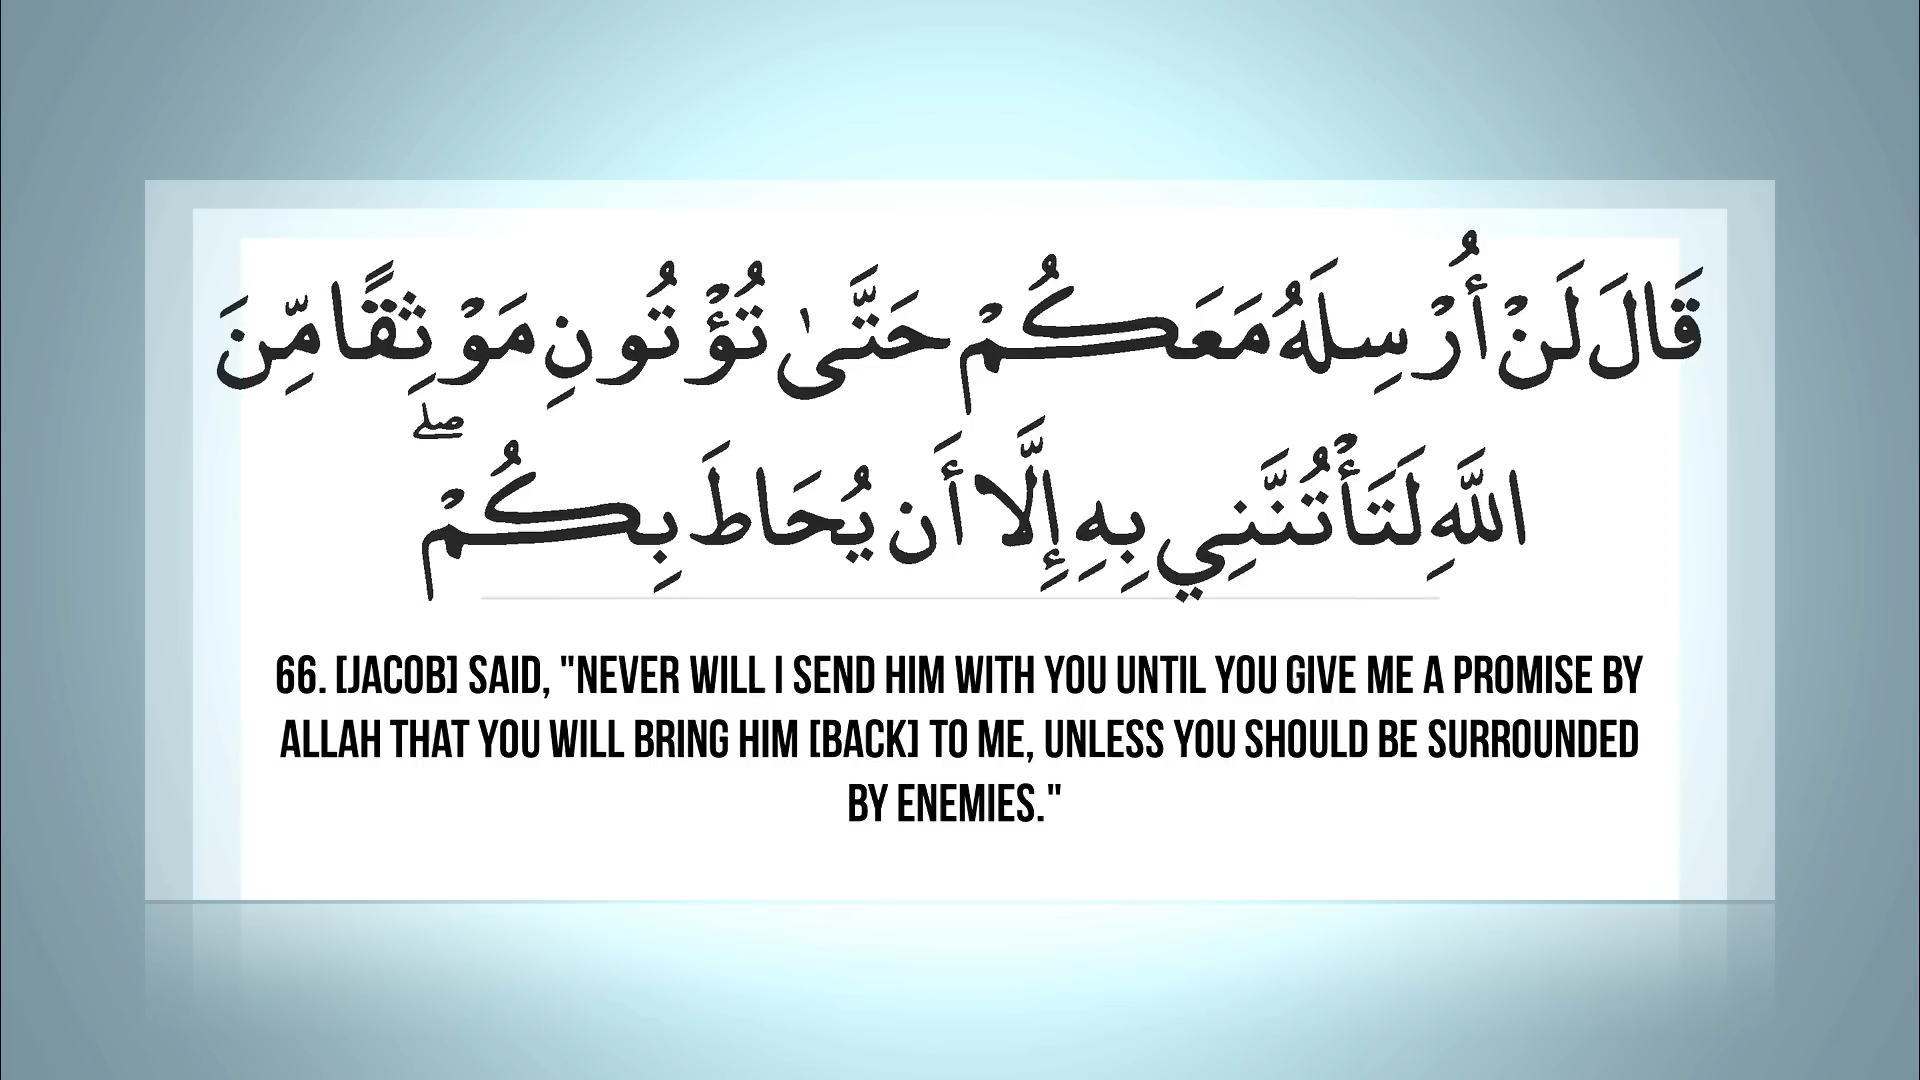 قَالَ لَنْ أُرْسِلَهُ مَعَكُمْ حَتَّىٰ تُؤْتُونِ مَوْثِقًا مِّنَ
اللَّهِ لَتَأْتُنَّنِي بِهِ إِلَّا أَن يُحَاطَ بِكُمْ ۖ
66. [JACOB] SAID, "NEVER WILL I SEND HIM WITH YOU UNTIL YOU GIVE ME A PROMISE BY
ALLAH THAT YOU WILL BRING HIM [BACK] TO ME, UNLESS YOU SHOULD BE SURROUNDED
BY ENEMIES."